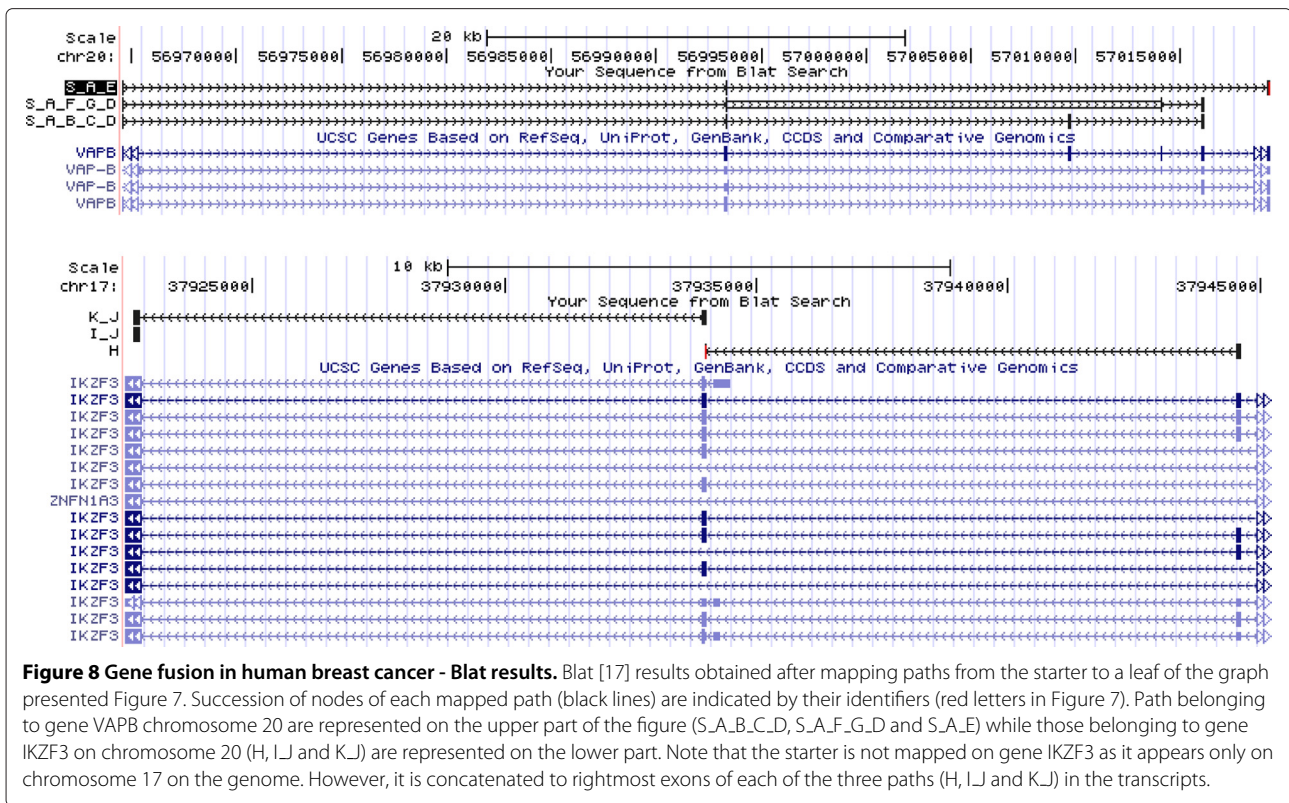 Scale 20 kb
chr20: 56970000 56975000 56980000 56985000 56990000 56995000 57000000 57005000 57010000 57015000
Your Sequence from Blat Search
S_A_E
S_A_F_G_D
S_A_B_C_D
UCSC Genes Based on RefSeq, UniProt, GenBank, CCDS and Comparative Genomics
VAPB
VAP-B
VAP-B
VAPB
Scale 10 kb
chr17: 37925000 37930000 37935000 37940000 37945000
Your Sequence from Blat Search
K_J
I_J
H
UCSC Genes Based on RefSeq, UniProt, GenBank, CCDS and Comparative Genomics
IKZF3
IKZF3
IKZF3
IKZF3
IKZF3
IKZF3
IKZF3
ZNFN1A3
IKZF3
IKZF3
IKZF3
IKZF3
IKZF3
IKZF3
IKZF3
IKZF3
Figure 8 Gene fusion in human breast cancer - Blat results. Blat [17] results obtained after mapping paths from the starter to a leaf of the graph
presented Figure 7. Succession of nodes of each mapped path (black lines) are indicated by their identifiers (red letters in Figure 7). Path belonging
to gene VAPB chromosome 20 are represented on the upper part of the figure (S_A_B_C_D, S_A_F_G_D and S_A_E) while those belonging to gene
IKZF3 on chromosome 20 (H, I_J and K_J) are represented on the lower part. Note that the starter is not mapped on gene IKZF3 as it appears only on
chromosome 17 on the genome. However, it is concatenated to rightmost exons of each of the three paths (H, I_J and K_J) in the transcripts.